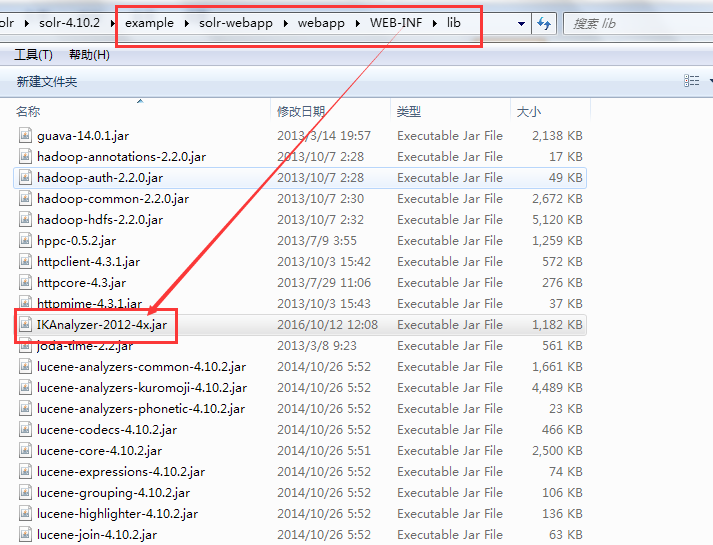 olr ▸ solr-4.10.2 ▸ example ▸ solr-webapp ▸ webapp ▸ WEB-INF ▸ lib 搜索 lib
工具(T) 帮助(H)
新建文件夹
名称 修改日期 类型 大小
guava-14.0.1.jar 2013/3/14 19:57 Executable Jar File 2,138 KB
hadoop-annotations-2.2.0.jar 2013/10/7 2:28 Executable Jar File 17 KB
hadoop-auth-2.2.0.jar 2013/10/7 2:28 Executable Jar File 49 KB
hadoop-common-2.2.0.jar 2013/10/7 2:30 Executable Jar File 2,672 KB
hadoop-hdfs-2.2.0.jar 2013/10/7 2:32 Executable Jar File 5,120 KB
hppc-0.5.2.jar 2013/7/9 3:55 Executable Jar File 1,259 KB
httpclient-4.3.1.jar 2013/10/3 15:42 Executable Jar File 572 KB
httpcore-4.3.jar 2013/7/29 11:06 Executable Jar File 276 KB
httpmime-4.3.1.jar 2013/10/3 15:43 Executable Jar File 37 KB
IKAnalyzer-2012-4x.jar 2016/10/12 12:08 Executable Jar File 1,182 KB
joda-time-2.2.jar 2013/3/8 9:23 Executable Jar File 561 KB
lucene-analyzers-common-4.10.2.jar 2014/10/26 5:52 Executable Jar File 1,661 KB
lucene-analyzers-kuromoji-4.10.2.jar 2014/10/26 5:52 Executable Jar File 4,489 KB
lucene-analyzers-phonetic-4.10.2.jar 2014/10/26 5:52 Executable Jar File 23 KB
lucene-codecs-4.10.2.jar 2014/10/26 5:52 Executable Jar File 466 KB
lucene-core-4.10.2.jar 2014/10/26 5:51 Executable Jar File 2,500 KB
lucene-expressions-4.10.2.jar 2014/10/26 5:52 Executable Jar File 74 KB
lucene-grouping-4.10.2.jar 2014/10/26 5:52 Executable Jar File 106 KB
lucene-highlighter-4.10.2.jar 2014/10/26 5:52 Executable Jar File 136 KB
lucene-join-4.10.2.jar 2014/10/26 5:52 Executable Jar File 63 KB